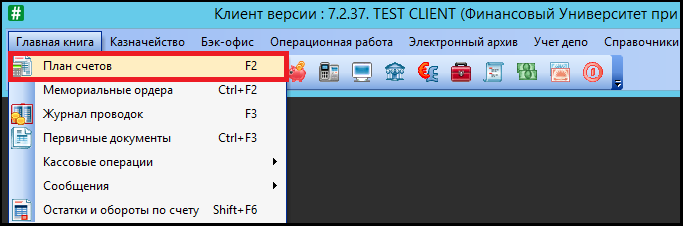 Клиент версии : 7.2.37. TEST CLIENT (Финансовый Университет при
Главная книга Казначейство Бэк-офис Операционная работа Электронный архив Учет депо Справочники
План счетов F2
Мемориальные ордера Ctrl+F2
Журнал проводок F3
Первичные документы Ctrl+F3
Кассовые операции
Сообщения
Остатки и обороты по счету Shift+F6